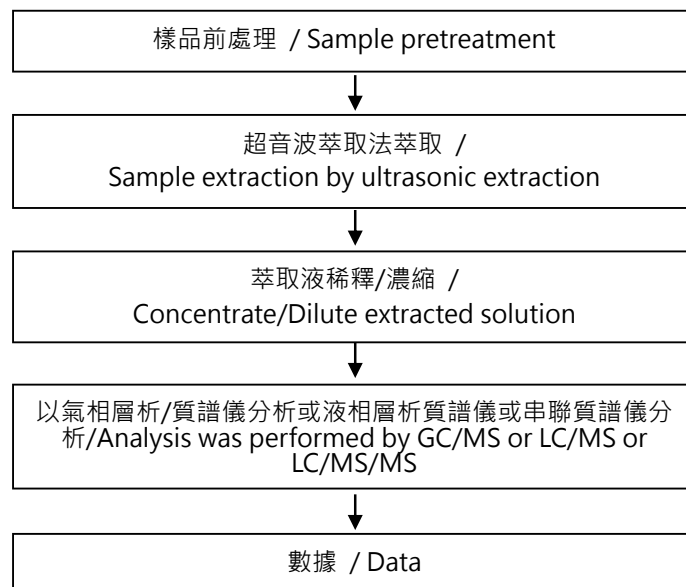 樣品前處理 / Sample pretreatment
超音波萃取法萃取 /
Sample extraction by ultrasonic extraction
萃取液稀釋/濃縮 /
Concentrate/Dilute extracted solution
以氣相層析/質譜儀分析或液相層析質譜儀或串聯質譜儀分
析/Analysis was performed by GC/MS or LC/MS or
LC/MS/MS
數據 / Data